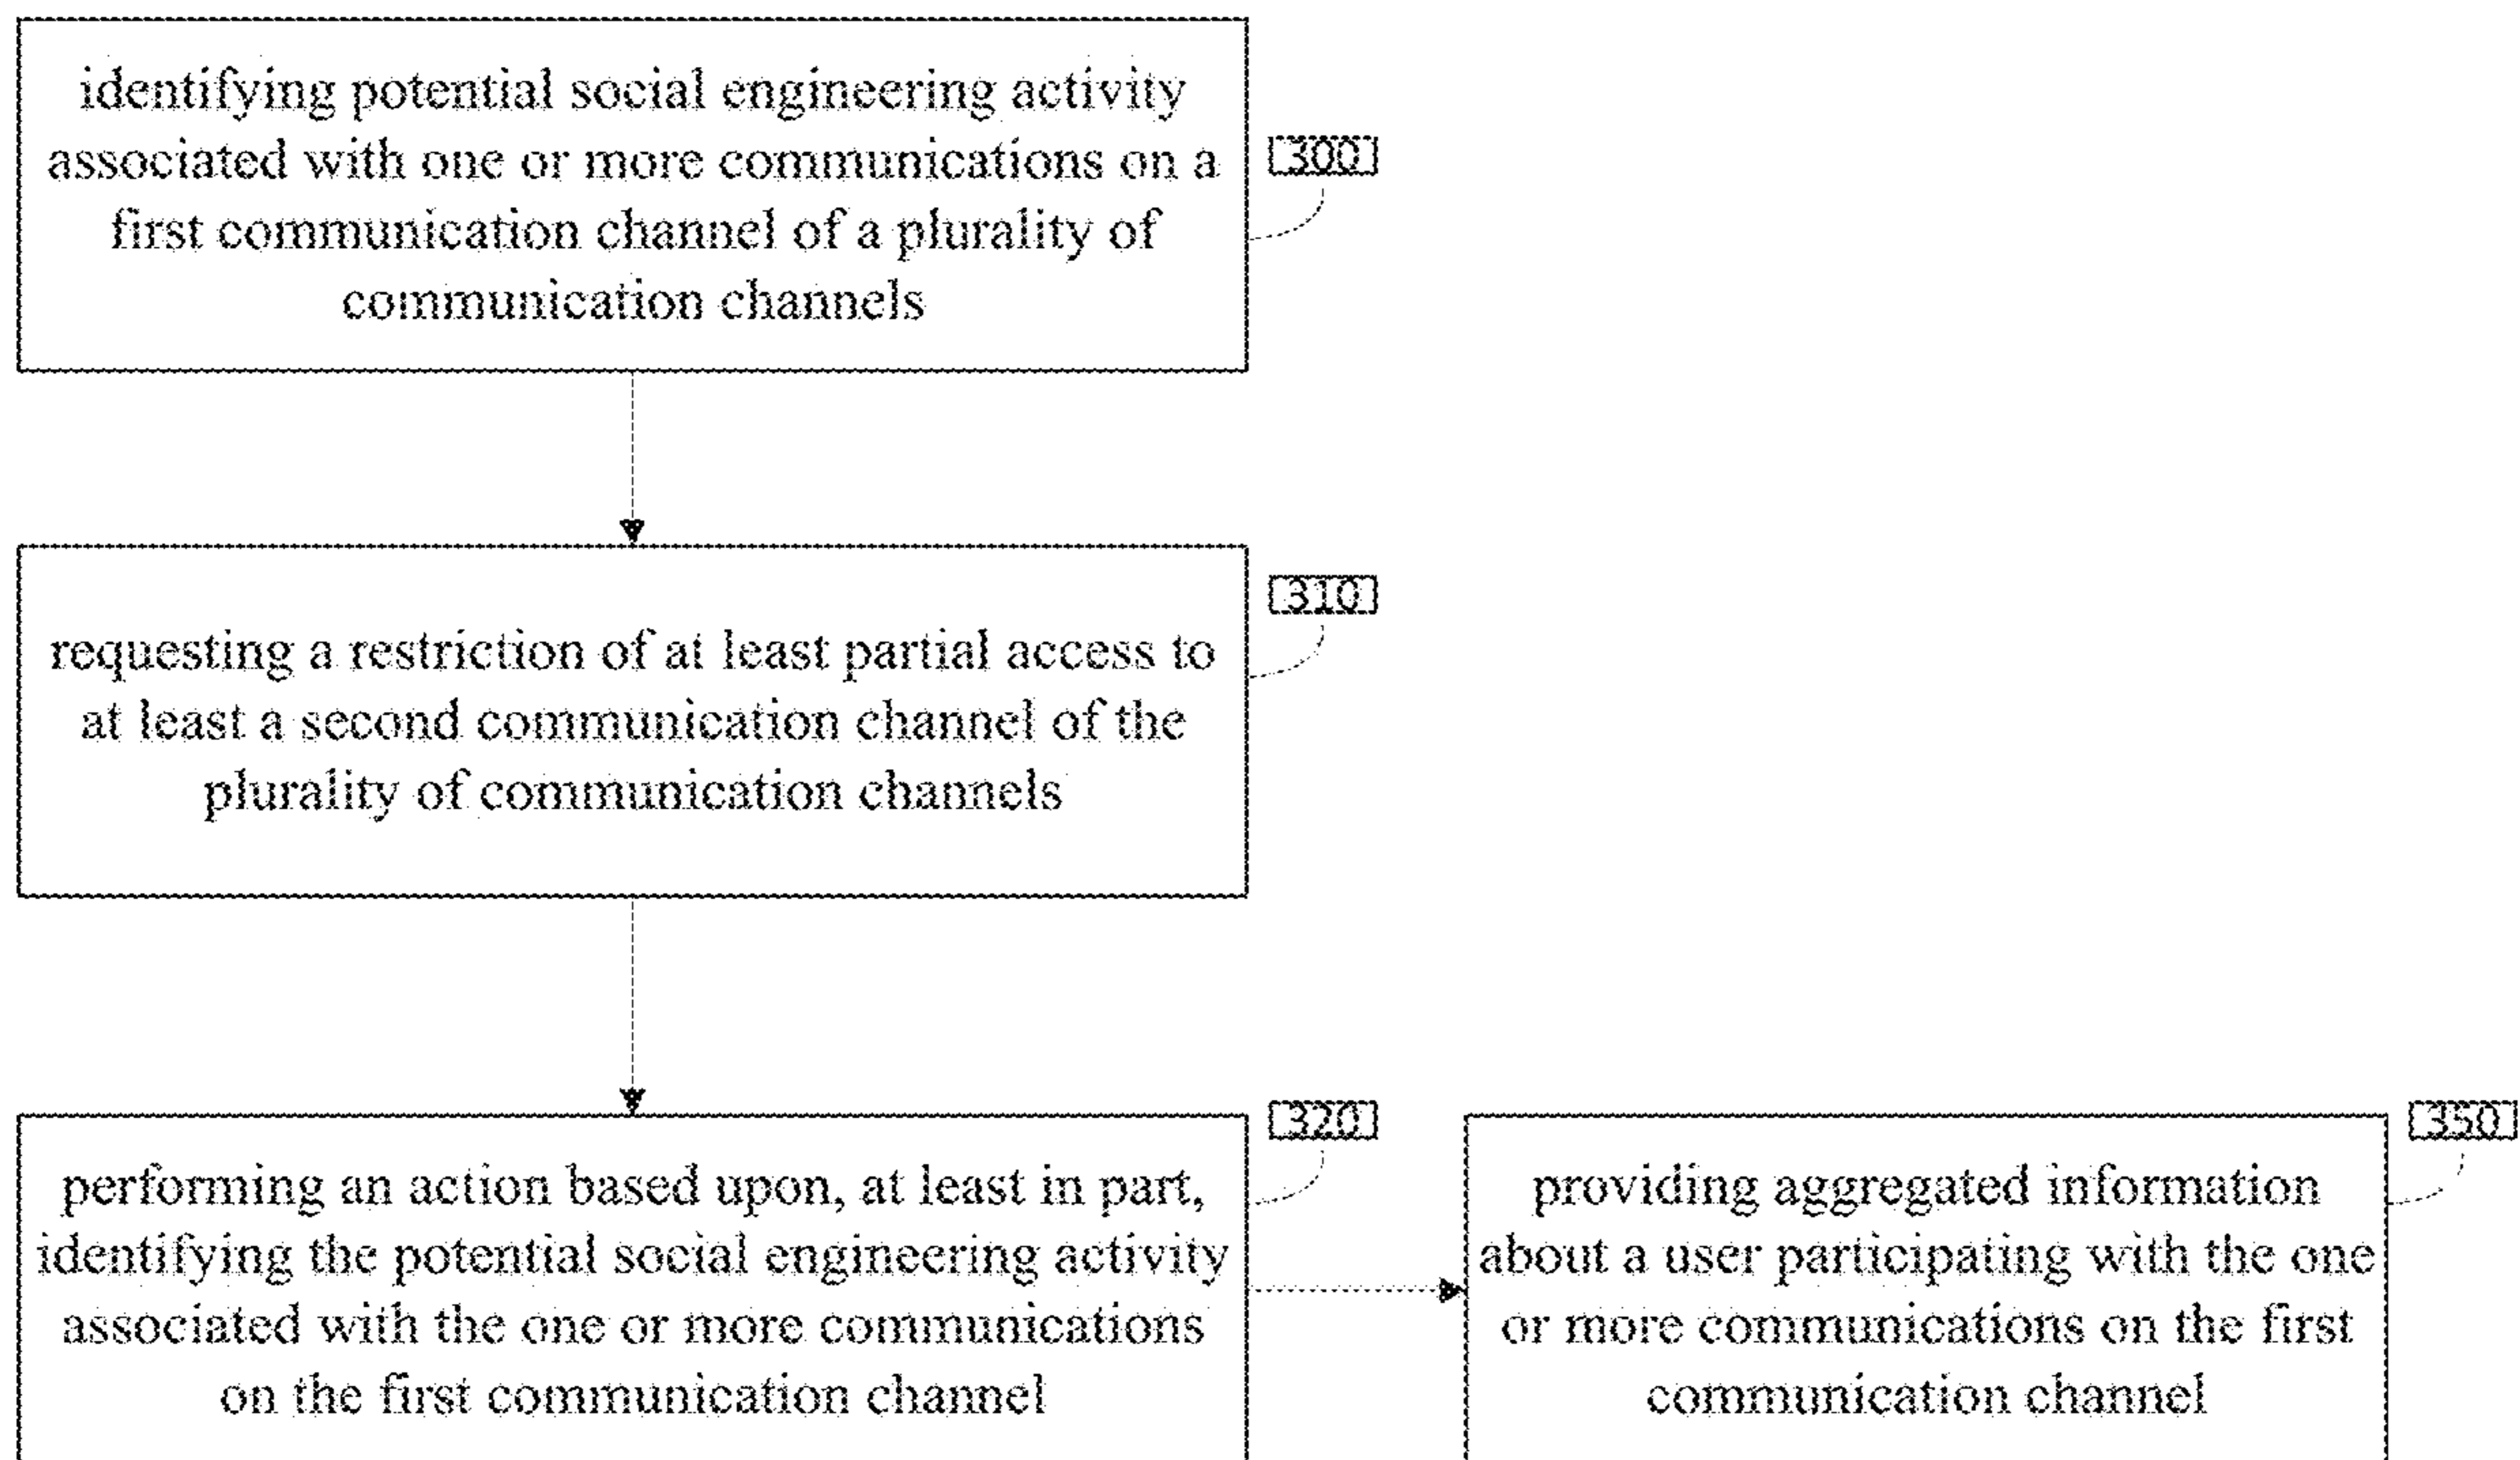 identifying potential social engineering activity
associated with one or more communications on a
first communication channel of a plurality of
communication channels
300
requesting a restriction of at least partial access to
at least a second communication channel of the
plurality of communication channels
310
performing an action based upon, at least in part,
identifying the potential social engineering activity
associated with the one or more communications
on the first communication channel
320
providing aggregated information
about a user participating with the one
or more communications on the first
communication channel
350